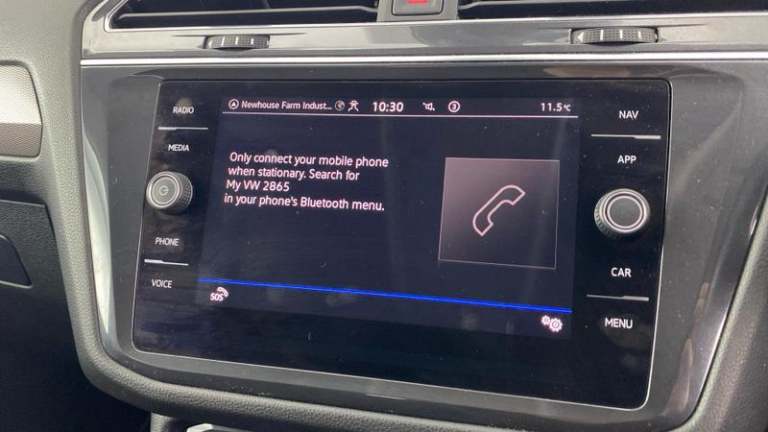 RADIO
MEDIA
PHONE
VOICE
Newhouse Farm Indust... 10:30 3 11.5°C
Only connect your mobile phone
when stationary. Search for
My VW 2865
in your phone's Bluetooth menu.
SOS
NAV
APP
CAR
MENU